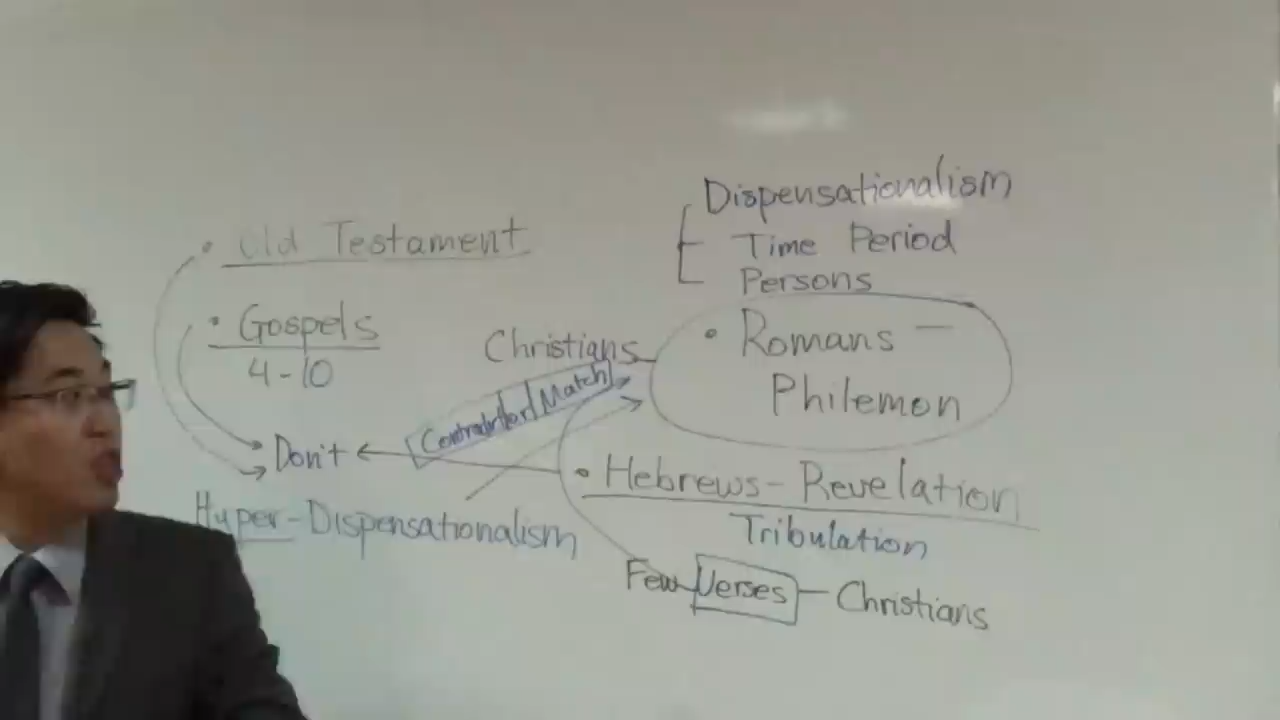 Dispensationalism
Time Period
Persons
• Old Testament
• Gospels
4-10
Christians
• Romans —
Philemon
Match
Don't
• Hebrews - Revelation
Hyper-Dispensationalism
Tribulation
Few Verses — Christians